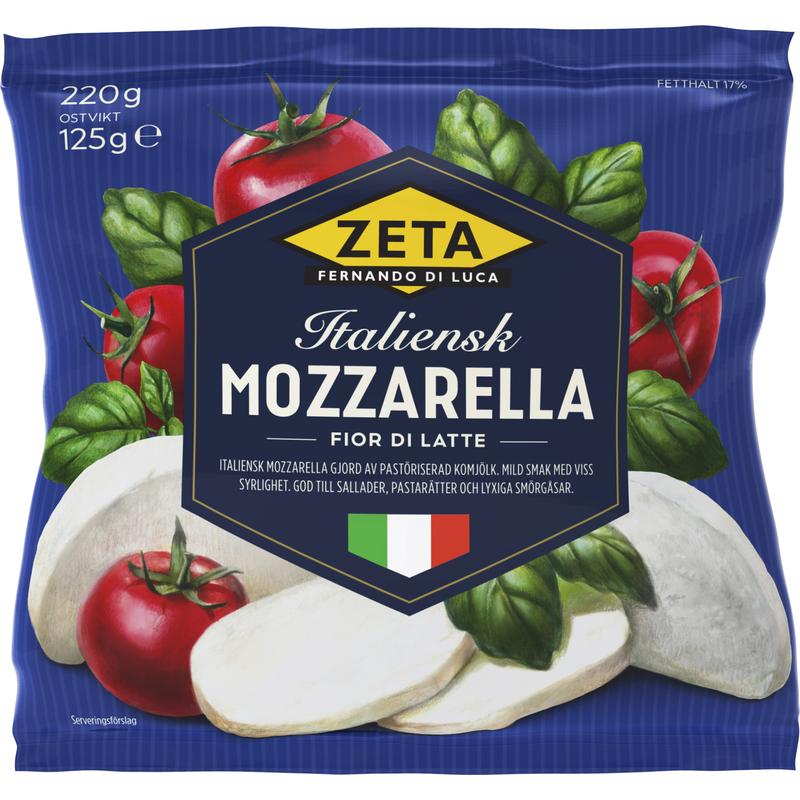 220g
OSTVIKT
125g ℮
FETTHALT 17%
ZETA
FERNANDO DI LUCA
Italiensk
MOZZARELLA
FIOR DI LATTE
ITALIENSK MOZZARELLA GJORD AV PASTÖRISERAD KOMJÖLK. MILD SMAK MED VISS
SYRLIGHET. GOD TILL SALLADER, PASTARÄTTER OCH LYXIGA SMÖRGÅSAR.
Serveringsförslag